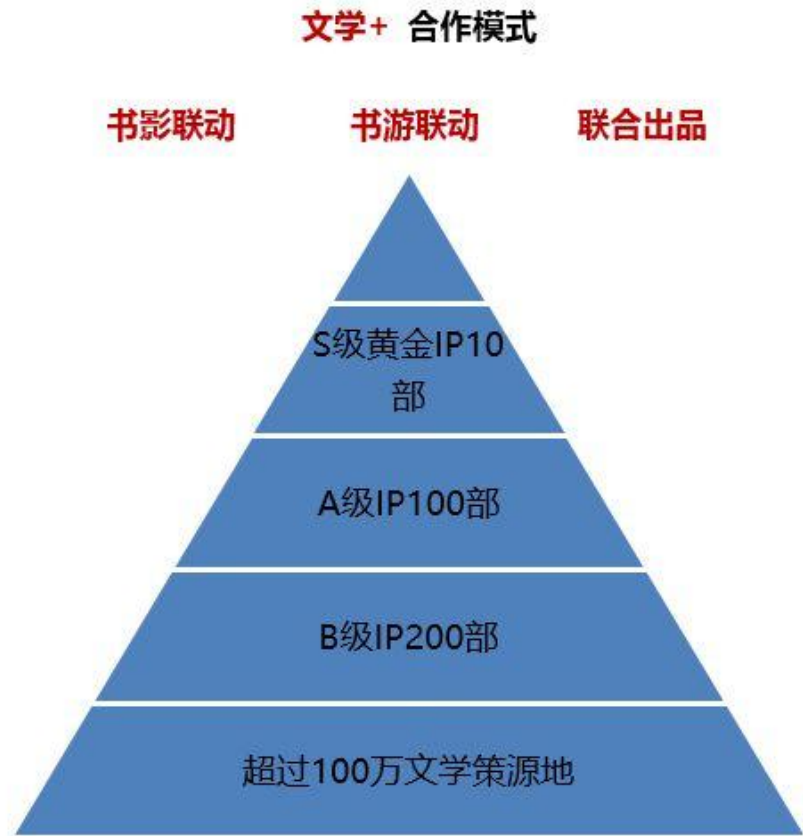 文学+ 合作模式
书影联动 书游联动 联合出品
S级黄金IP10
部
A级IP100部
B级IP200部
超过100万文学策源地